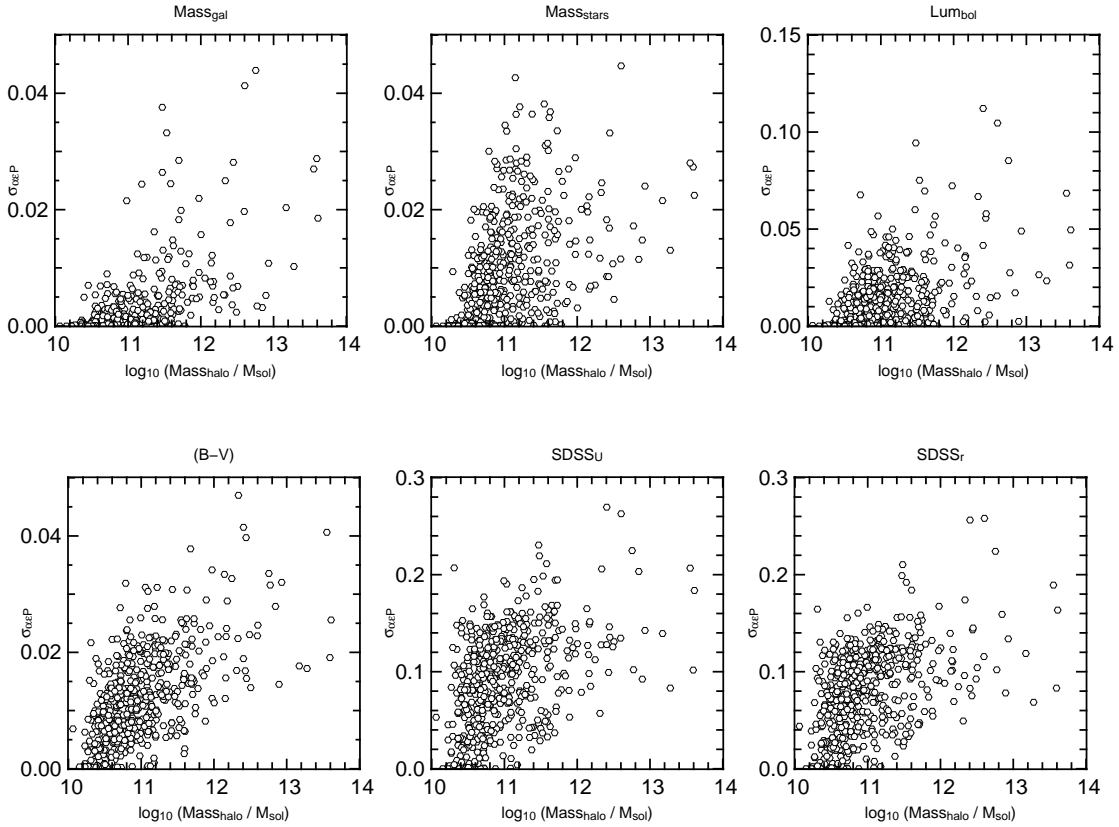 Mass_gal Mass_stars Lum_bol
0.04 0.04 0.15
0.02 0.02 0.10
0.00 0.00 0.05
0.00
σ_αεP σ_αεP σ_αεP
10 11 12 13 14 10 11 12 13 14 10 11 12 13 14
log₁₀ (Mass_halo / M_sol) log₁₀ (Mass_halo / M_sol) log₁₀ (Mass_halo / M_sol)
(B−V) SDSS_U SDSS_r
0.04 0.3 0.3
0.02 0.2 0.2
0.00 0.1 0.1
0.0 0.0
σ_αεP σ_αεP σ_αεP
10 11 12 13 14 10 11 12 13 14 10 11 12 13 14
log₁₀ (Mass_halo / M_sol) log₁₀ (Mass_halo / M_sol) log₁₀ (Mass_halo / M_sol)